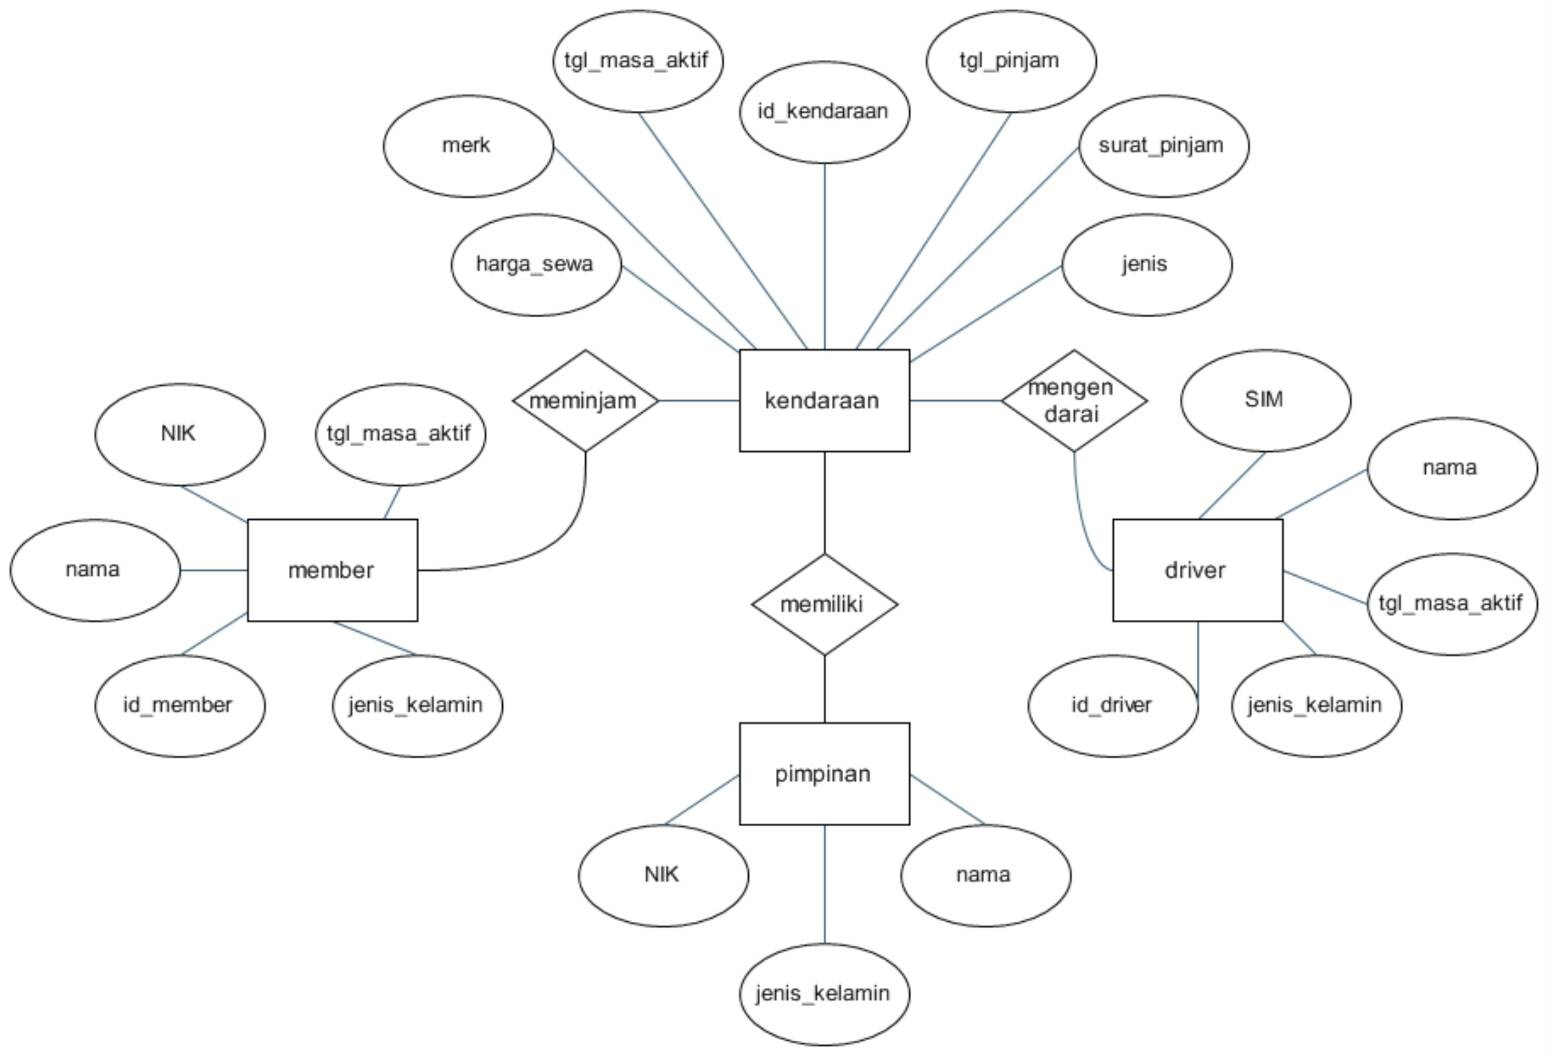 tgl_masa_aktif
tgl_pinjam
id_kendaraan
merk
surat_pinjam
harga_sewa
jenis
meminjam
kendaraan
mengen
darai
SIM
NIK
tgl_masa_aktif
nama
nama
member
driver
tgl_masa_aktif
memiliki
id_member
jenis_kelamin
id_driver
jenis_kelamin
pimpinan
NIK
nama
jenis_kelamin